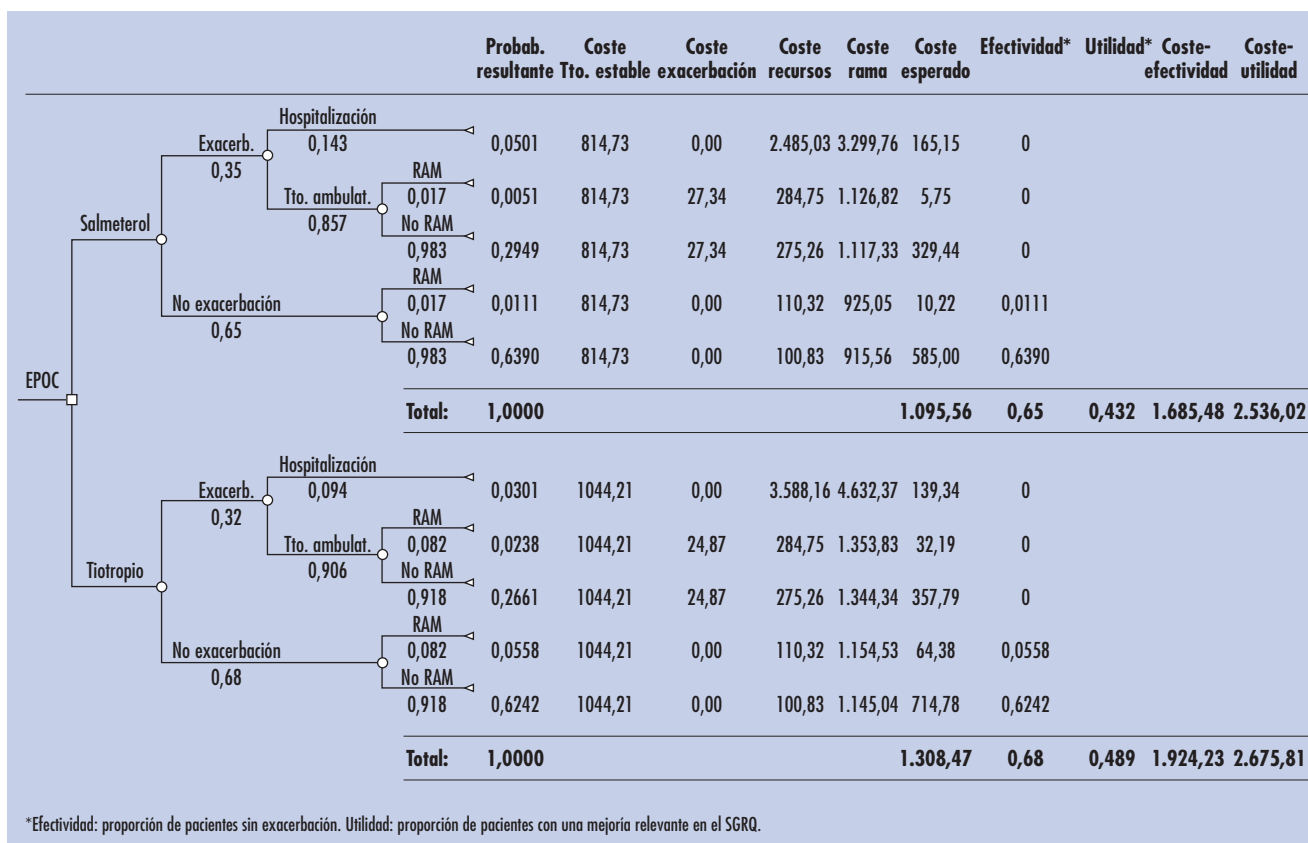 Probab. Coste Coste Coste Coste Coste Efectividad* Utilidad* Coste- Coste-
resultante Tto. estable exacerbación recursos rama esperado efectividad utilidad
Hospitalización
Exacerb. 0,143 0,0501 814,73 0,00 2.485,03 3.299,76 165,15 0
0,35 RAM
Tto. ambulat. 0,017 0,0051 814,73 27,34 284,75 1.126,82 5,75 0
Salmeterol 0,857 No RAM
0,983 0,2949 814,73 27,34 275,26 1.117,33 329,44 0
RAM
No exacerbación 0,017 0,0111 814,73 0,00 110,32 925,05 10,22 0,0111
0,65 No RAM
0,983 0,6390 814,73 0,00 100,83 915,56 585,00 0,6390
EPOC
Total: 1,0000 1.095,56 0,65 0,432 1.685,48 2.536,02
Hospitalización
Exacerb. 0,094 0,0301 1044,21 0,00 3.588,16 4.632,37 139,34 0
0,32 RAM
Tto. ambulat. 0,082 0,0238 1044,21 24,87 284,75 1.353,83 32,19 0
Tiotropio 0,906 No RAM
0,918 0,2661 1044,21 24,87 275,26 1.344,34 357,79 0
RAM
No exacerbación 0,082 0,0558 1044,21 0,00 110,32 1.154,53 64,38 0,0558
0,68 No RAM
0,918 0,6242 1044,21 0,00 100,83 1.145,04 714,78 0,6242
Total: 1,0000 1.308,47 0,68 0,489 1.924,23 2.675,81
*Efectividad: proporción de pacientes sin exacerbación. Utilidad: proporción de pacientes con una mejoría relevante en el SGRQ.